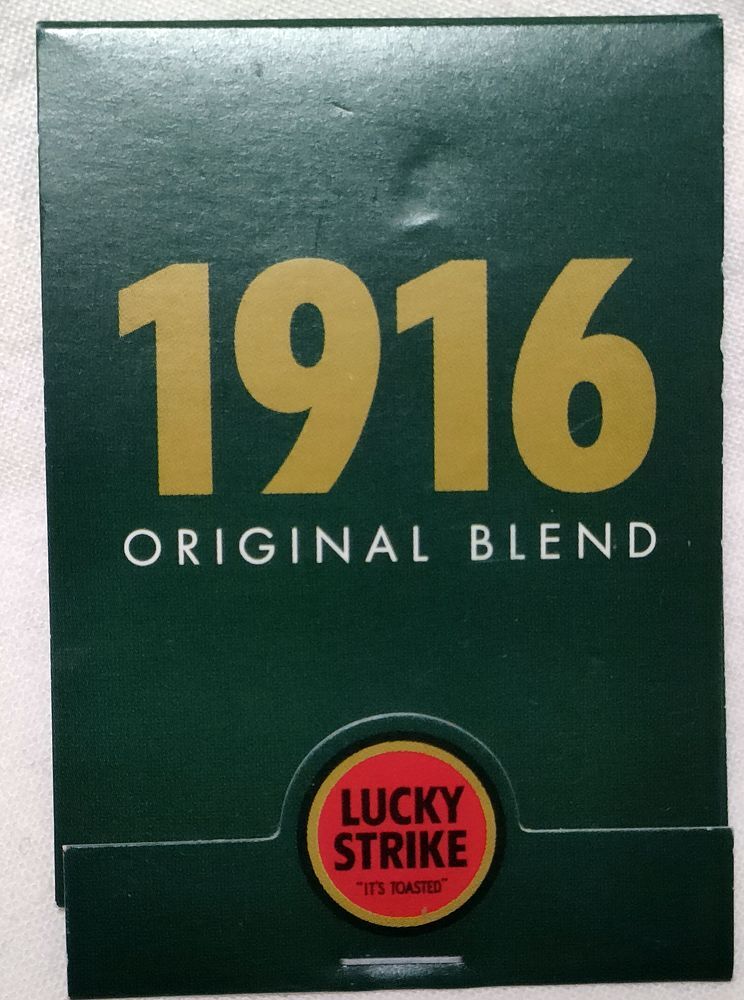 1916
ORIGINAL BLEND
LUCKY
STRIKE
"IT'S TOASTED"